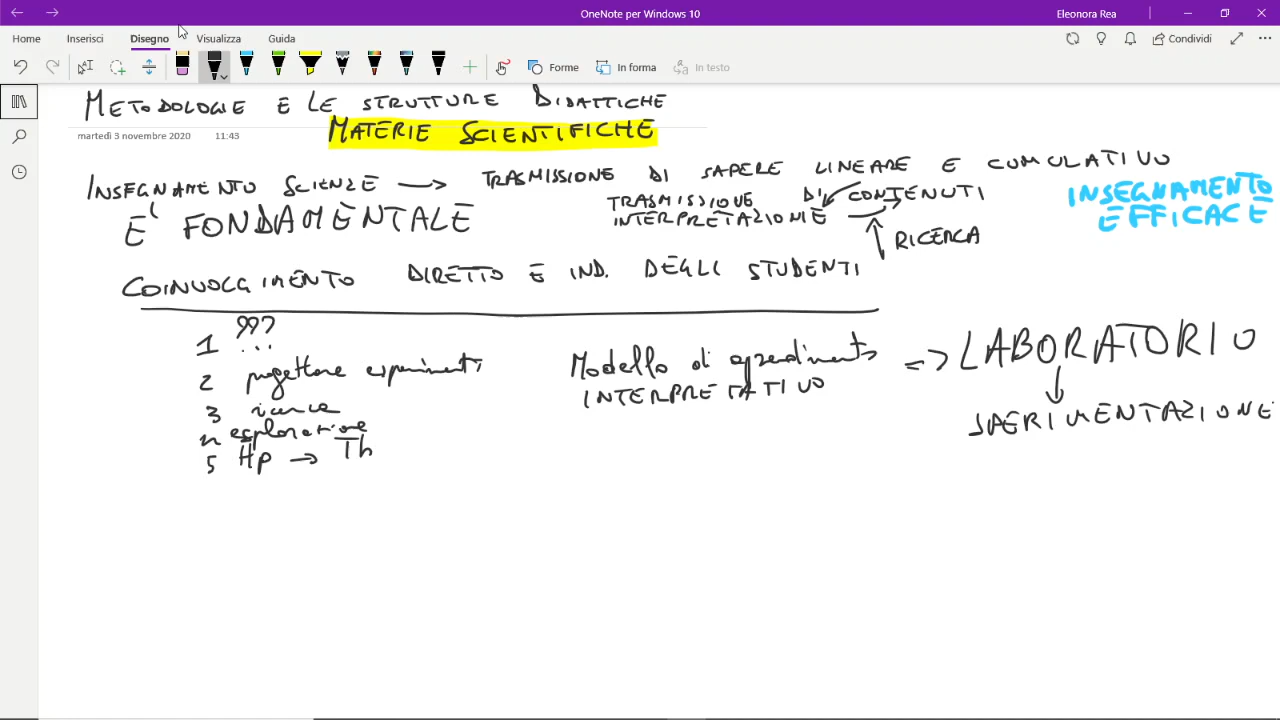 OneNote per Windows 10
Eleonora Rea
Home Inserisci Disegno Visualizza Guida
Condividi
Forme In forma In testo
METODOLOGIE E LE STRUTTURE DIDATTICHE
martedì 3 novembre 2020 11:43
MATERIE SCIENTIFICHE
INSEGNAMENTO SCIENZE → TRASMISSIONE DI SAPERE LINEARE E CUMULATIVO
E' FONDAMENTALE
TRASMISSIONE DI CONTENUTI
INTERPRETAZIONE
RICERCA
INSEGNAMENTO
EFFICACE
COINVOLGIMENTO DIRETTO E IND. DEGLI STUDENTI
1 ???
...
2 progettare esperimenti
3 ricerca
4 esplorazione
5 Hp → Th
Modello di apprendimento
INTERPRETATIVO
=> LABORATORIO
↓
SPERIMENTAZIONE